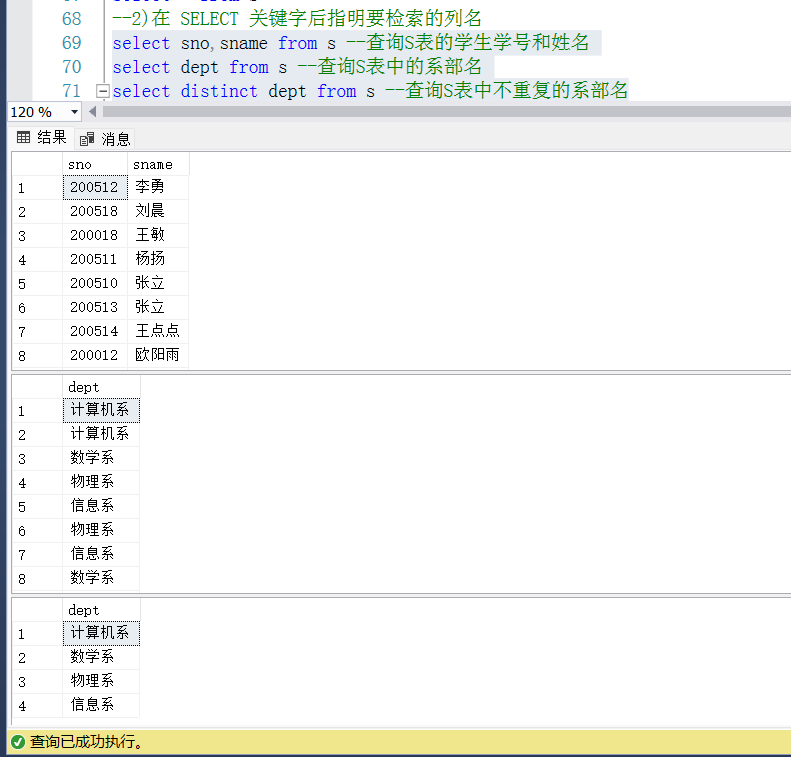 68 --2)在 SELECT 关键字后指明要检索的列名
69 select sno,sname from s --查询S表的学生学号和姓名
70 select dept from s --查询S表中的系部名
71 select distinct dept from s --查询S表中不重复的系部名
120 %
结果 消息
sno sname
1 200512 李勇
2 200518 刘晨
3 200018 王敏
4 200511 杨扬
5 200510 张立
6 200513 张立
7 200514 王点点
8 200012 欧阳雨
dept
1 计算机系
2 计算机系
3 数学系
4 物理系
5 信息系
6 物理系
7 信息系
8 数学系
dept
1 计算机系
2 数学系
3 物理系
4 信息系
查询已成功执行。